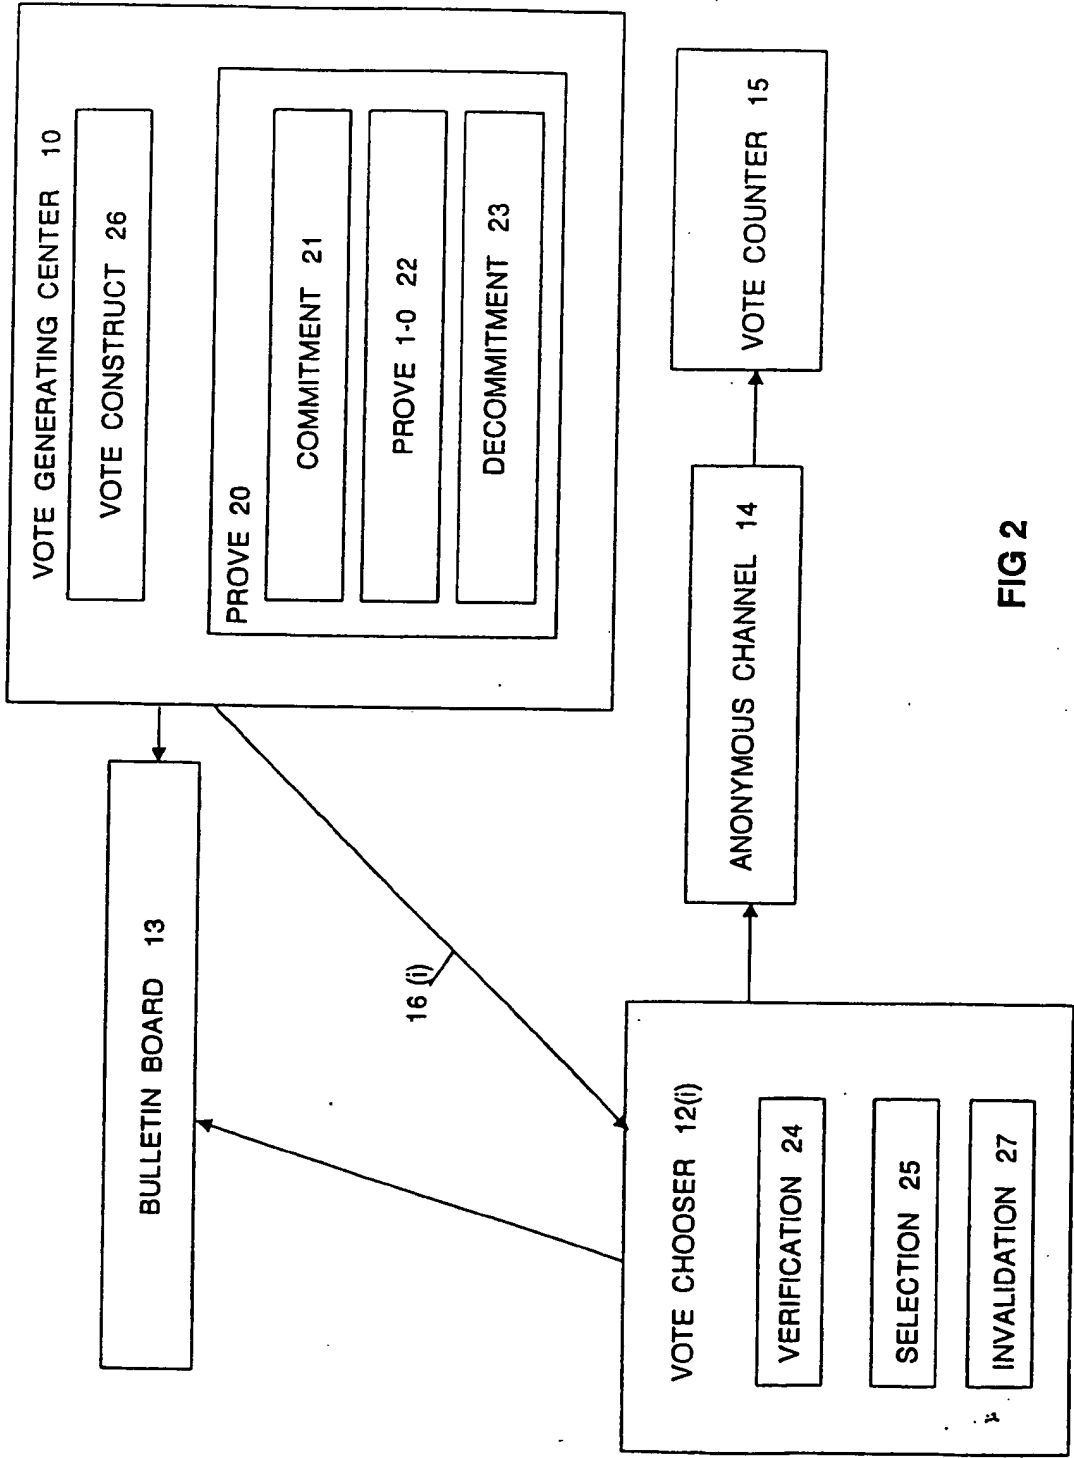 VOTE GENERATING CENTER 10
VOTE CONSTRUCT 26
PROVE 20
COMMITMENT 21
PROVE 1-0 22
DECOMMITMENT 23
BULLETIN BOARD 13
16 (i)
VOTE CHOOSER 12(i)
VERIFICATION 24
SELECTION 25
INVALIDATION 27
ANONYMOUS CHANNEL 14
VOTE COUNTER 15
FIG 2